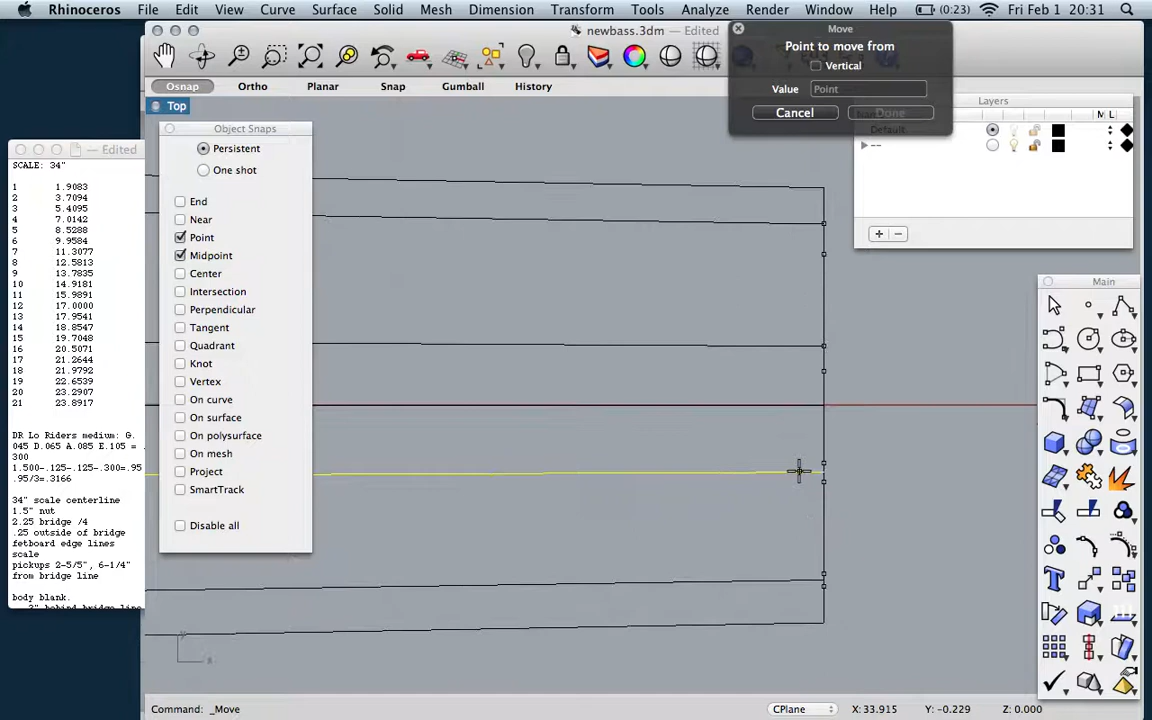 Rhinoceros File Edit View Curve Surface Solid Mesh Dimension Transform Tools Analyze Render Window Help (0:23) Fri Feb 1 20:31
newbass.3dm — Edited
Osnap Ortho Planar Snap Gumball History
Top
Move
Point to move from
Vertical
Value Point
Cancel Done
Layers
M L
Default
--
+ −
Object Snaps
Persistent
One shot
End
Near
Point
Midpoint
Center
Intersection
Perpendicular
Tangent
Quadrant
Knot
Vertex
On curve
On surface
On polysurface
On mesh
Project
SmartTrack
Disable all
— Edited
SCALE: 34"
1 1.9083
2 3.7094
3 5.4095
4 7.0142
5 8.5288
6 9.9584
7 11.3077
8 12.5813
9 13.7835
10 14.9181
11 15.9891
12 17.0000
13 17.9541
14 18.8547
15 19.7048
16 20.5071
17 21.2644
18 21.9792
19 22.6539
20 23.2907
21 23.8917
DR Lo Riders medium: G.
045 D.065 A.085 E.105 = .
300
1.500-.125-.125-.300=.95
.95/3=.3166
34" scale centerline
1.5" nut
2.25 bridge /4
.25 outside of bridge
fetboard edge lines
scale
pickups 2-5/5", 6-1/4"
from bridge line
body blank.
3" behind bridge line
Main
Command: _Move
CPlane X: 33.915 Y: -0.229 Z: 0.000